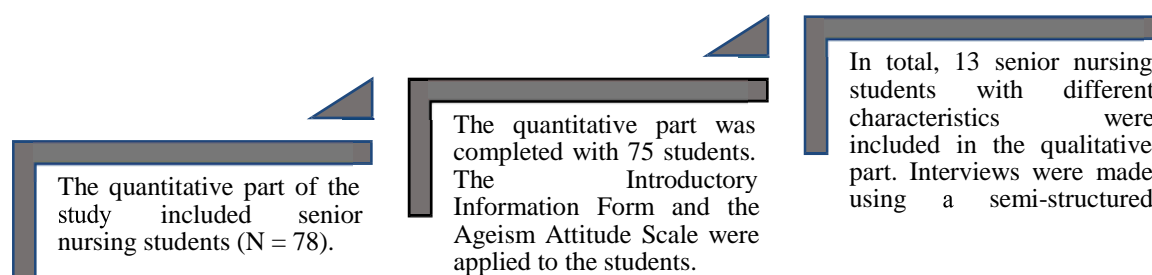 The quantitative part of the
study included senior
nursing students (N = 78).
The quantitative part was
completed with 75 students.
The Introductory
Information Form and the
Ageism Attitude Scale were
applied to the students.
In total, 13 senior nursing
students with different
characteristics were
included in the qualitative
part. Interviews were made
using a semi-structured